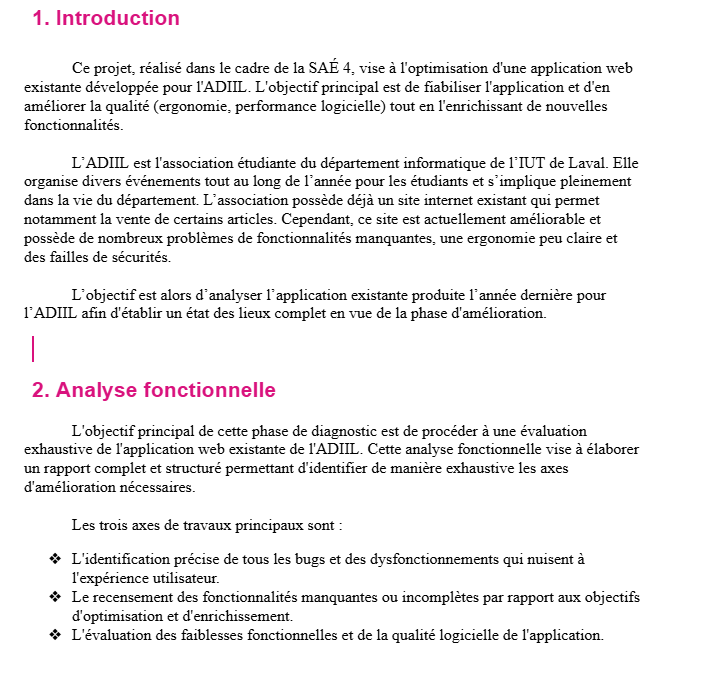 1. Introduction
Ce projet, réalisé dans le cadre de la SAÉ 4, vise à l'optimisation d'une application web
existante développée pour l'ADIIL. L'objectif principal est de fiabiliser l'application et d'en
améliorer la qualité (ergonomie, performance logicielle) tout en l'enrichissant de nouvelles
fonctionnalités.
L’ADIIL est l'association étudiante du département informatique de l’IUT de Laval. Elle
organise divers événements tout au long de l’année pour les étudiants et s’implique pleinement
dans la vie du département. L’association possède déjà un site internet existant qui permet
notamment la vente de certains articles. Cependant, ce site est actuellement améliorable et
possède de nombreux problèmes de fonctionnalités manquantes, une ergonomie peu claire et
des failles de sécurités.
L’objectif est alors d’analyser l’application existante produite l’année dernière pour
l’ADIIL afin d'établir un état des lieux complet en vue de la phase d'amélioration.
2. Analyse fonctionnelle
L'objectif principal de cette phase de diagnostic est de procéder à une évaluation
exhaustive de l'application web existante de l'ADIIL. Cette analyse fonctionnelle vise à élaborer
un rapport complet et structuré permettant d'identifier de manière exhaustive les axes
d'amélioration nécessaires.
Les trois axes de travaux principaux sont :
❖ L'identification précise de tous les bugs et des dysfonctionnements qui nuisent à
l'expérience utilisateur.
❖ Le recensement des fonctionnalités manquantes ou incomplètes par rapport aux objectifs
d'optimisation et d'enrichissement.
❖ L'évaluation des faiblesses fonctionnelles et de la qualité logicielle de l'application.